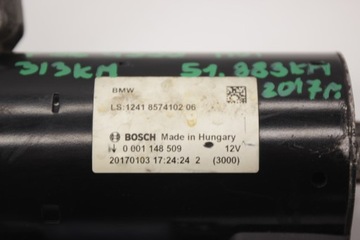 313KM 51.883KM
2017r.
BMW
LS:1241 8574102 06
BOSCH Made in Hungary
0 001 148 509 12V
20170103 17:24:24 2 (3000)